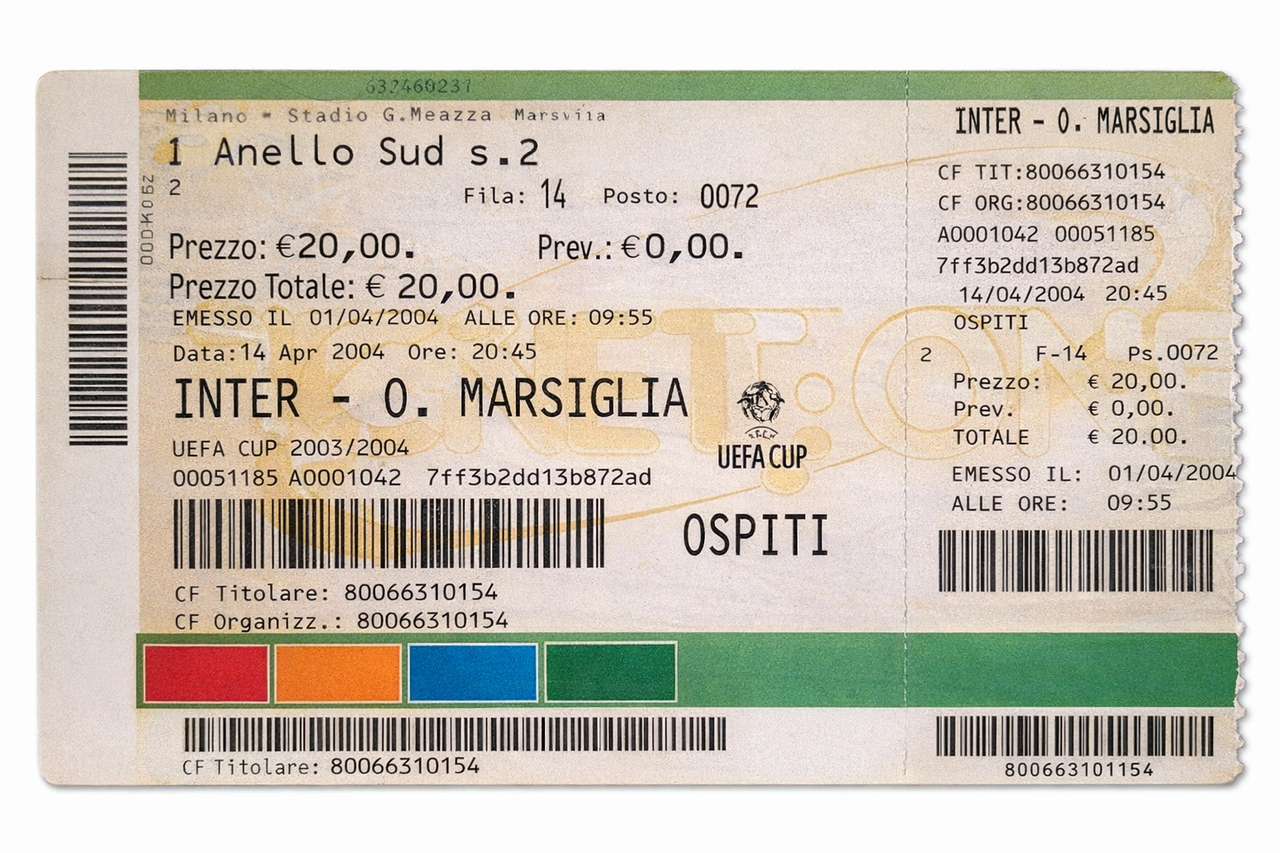 632460231
Milano - Stadio G.Meazza
1 Anello Sud s.2
2
Fila: 14 Posto: 0072
Prezzo: €20,00. Prev.: €0,00.
Prezzo Totale: € 20,00.
EMESSO IL 01/04/2004 ALLE ORE: 09:55
Data:14 Apr 2004 Ore: 20:45
INTER - O. MARSIGLIA
UEFA CUP 2003/2004
00051185 A0001042 7ff3b2dd13b872ad
UEFA CUP
OSPITI
CF Titolare: 80066310154
CF Organizz.: 80066310154
CF Titolare: 80066310154
INTER - O. MARSIGLIA
CF TIT:80066310154
CF ORG:80066310154
A0001042 00051185
7ff3b2dd13b872ad
14/04/2004 20:45
OSPITI
2 F-14 Ps.0072
Prezzo: € 20,00.
Prev. € 0,00.
TOTALE € 20.00.
EMESSO IL: 01/04/2004
ALLE ORE: 09:55
800663101154